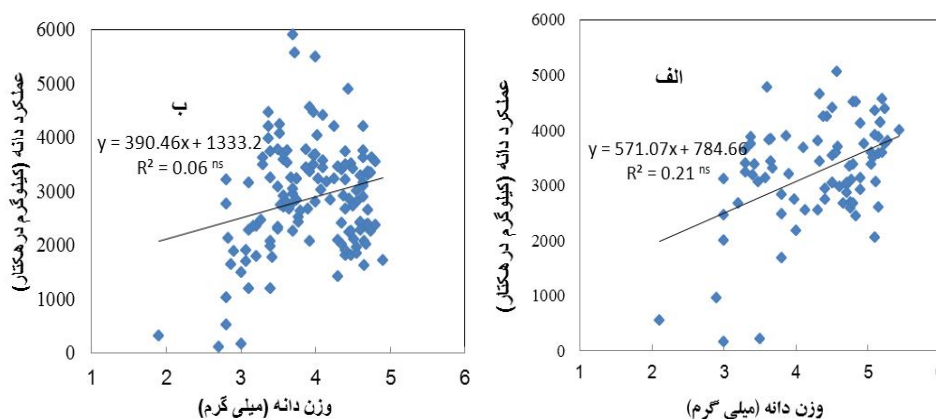 6000
5000
4000
3000
2000
1000
0
1
2
3
4
5
6
عملکرد دانه (کیلوگرم در هکتار)
وزن دانه (میلی گرم)
ب
y = 390.46x + 1333.2
R² = 0.06 ns
6000
5000
4000
3000
2000
1000
0
1
2
3
4
5
6
عملکرد دانه (کیلوگرم در هکتار)
وزن دانه (میلی گرم)
الف
y = 571.07x + 784.66
R² = 0.21 ns